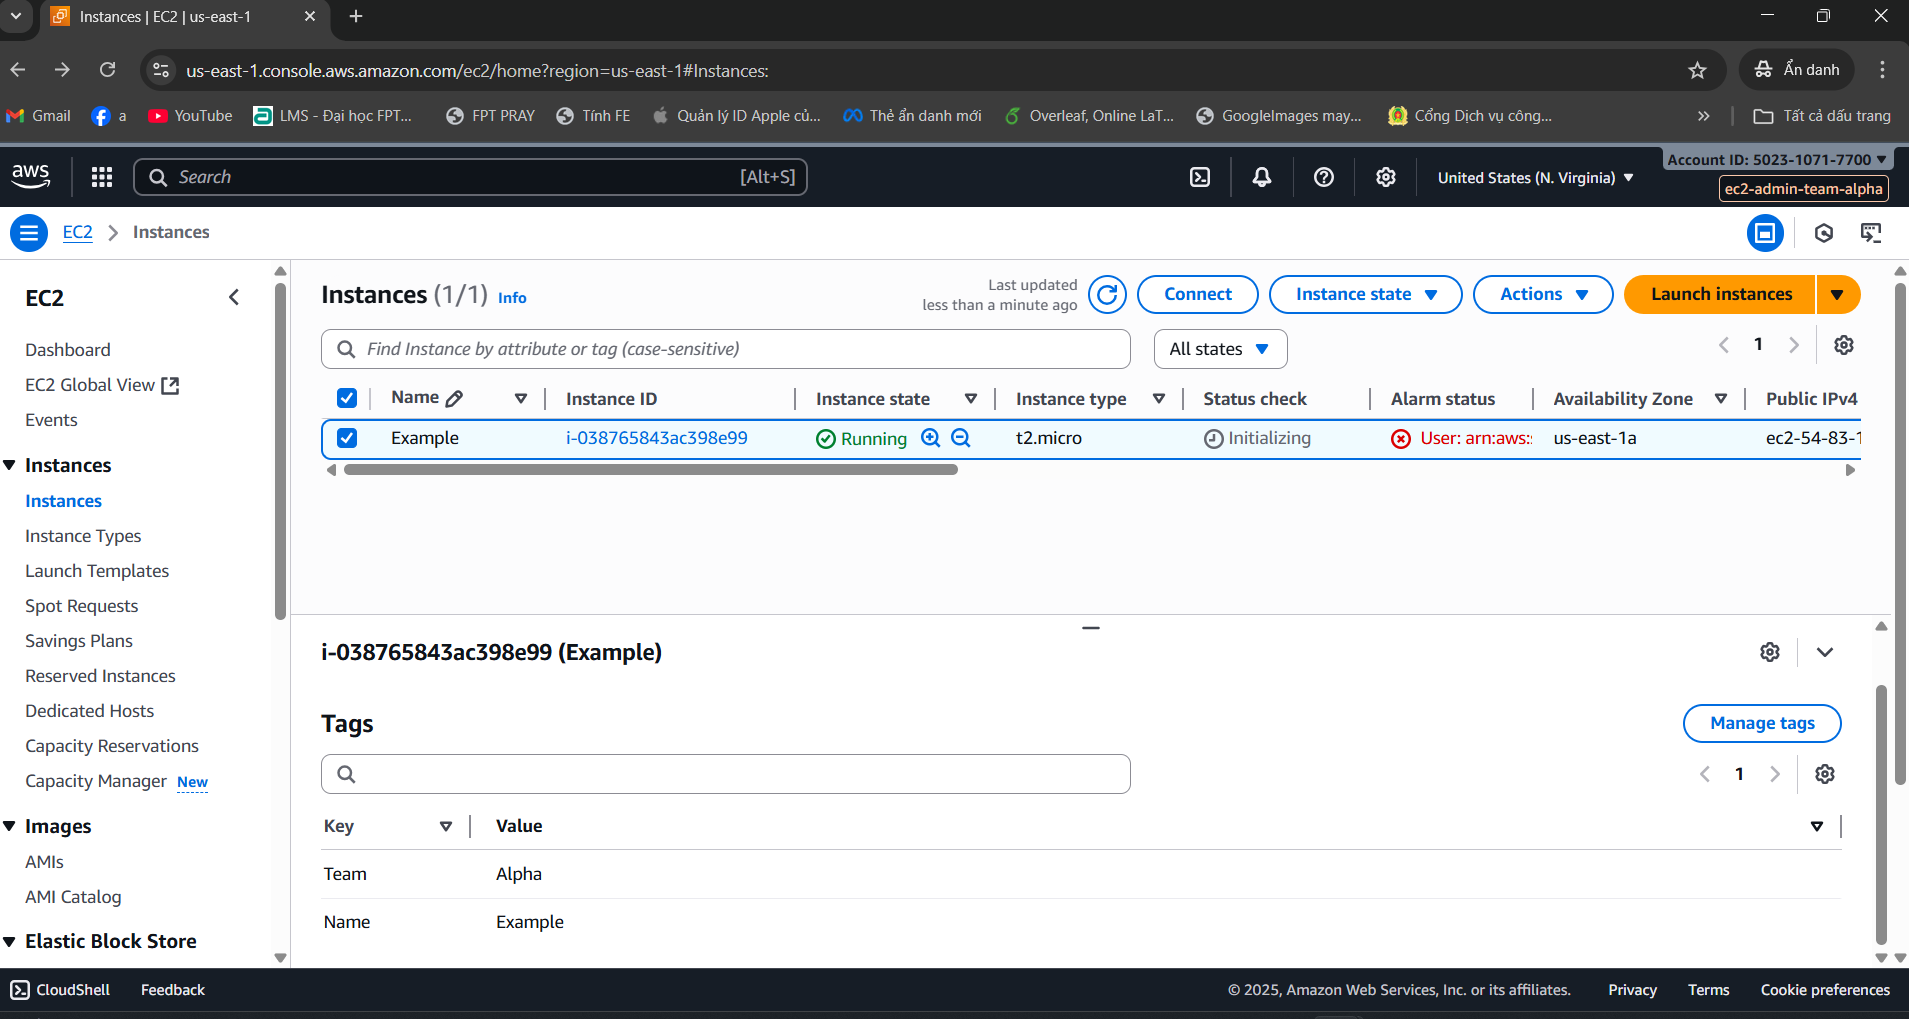 Instances | EC2 | us-east-1
us-east-1.console.aws.amazon.com/ec2/home?region=us-east-1#Instances:
Ẩn danh
Gmail a YouTube LMS - Đại học FPT... FPT PRAY Tính FE Quản lý ID Apple củ... Thẻ ẩn danh mới Overleaf, Online LaT... GoogleImages may... Cổng Dịch vụ công... » Tất cả dấu trang
aws Search [Alt+S] United States (N. Virginia) Account ID: 5023-1071-7700
ec2-admin-team-alpha
EC2 Instances
EC2
Dashboard
EC2 Global View
Events
Instances
Instances
Instance Types
Launch Templates
Spot Requests
Savings Plans
Reserved Instances
Dedicated Hosts
Capacity Reservations
Capacity Manager New
Images
AMIs
AMI Catalog
Elastic Block Store
Instances (1/1) Info
Last updated
less than a minute ago
Connect Instance state Actions Launch instances
Find Instance by attribute or tag (case-sensitive) All states 1
Name Instance ID Instance state Instance type Status check Alarm status Availability Zone Public IPv4
Example i-038765843ac398e99 Running t2.micro Initializing User: arn:aws: us-east-1a ec2-54-83-1
i-038765843ac398e99 (Example)
Tags
Manage tags
1
Key Value
Team Alpha
Name Example
CloudShell Feedback © 2025, Amazon Web Services, Inc. or its affiliates. Privacy Terms Cookie preferences